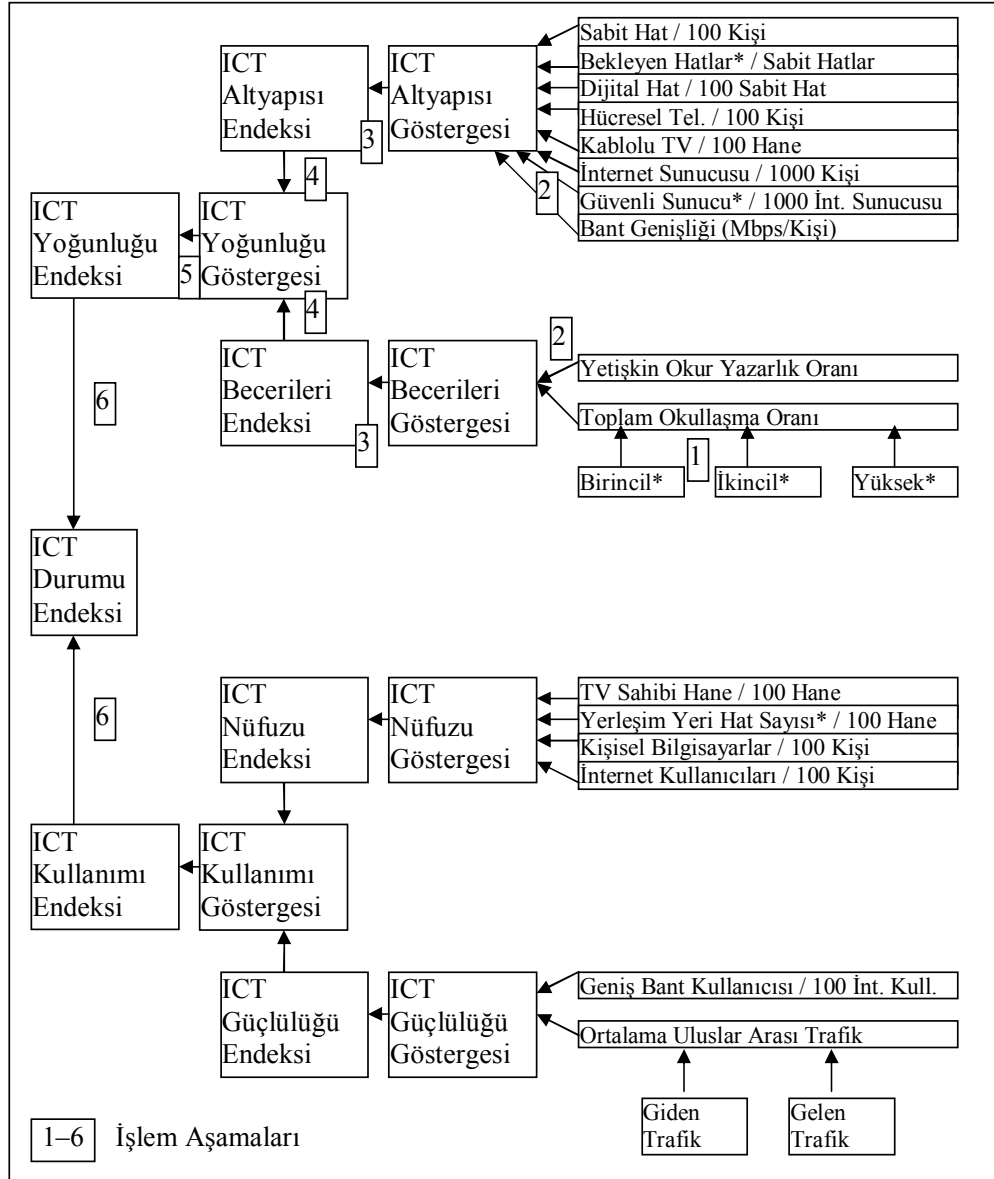 Sabit Hat / 100 Kişi
Bekleyen Hatlar* / Sabit Hatlar
Dijital Hat / 100 Sabit Hat
Hücresel Tel. / 100 Kişi
Kablolu TV / 100 Hane
İnternet Sunucusu / 1000 Kişi
Güvenli Sunucu* / 1000 İnt. Sunucusu
Bant Genişliği (Mbps/Kişi)
2
ICT
Altyapısı
Göstergesi
3
ICT
Altyapısı
Endeksi
4
ICT
Yoğunluğu
Göstergesi
5
ICT
Yoğunluğu
Endeksi
4
ICT
Becerileri
Endeksi
3
ICT
Becerileri
Göstergesi
2
Yetişkin Okur Yazarlık Oranı
Toplam Okullaşma Oranı
1
Birincil*
İkincil*
Yüksek*
6
ICT
Durumu
Endeksi
6
ICT
Nüfuzu
Endeksi
ICT
Nüfuzu
Göstergesi
TV Sahibi Hane / 100 Hane
Yerleşim Yeri Hat Sayısı* / 100 Hane
Kişisel Bilgisayarlar / 100 Kişi
İnternet Kullanıcıları / 100 Kişi
ICT
Kullanımı
Endeksi
ICT
Kullanımı
Göstergesi
ICT
Güçlülüğü
Endeksi
ICT
Güçlülüğü
Göstergesi
Geniş Bant Kullanıcısı / 100 İnt. Kull.
Ortalama Uluslar Arası Trafik
Giden
Trafik
Gelen
Trafik
1–6 İşlem Aşamaları